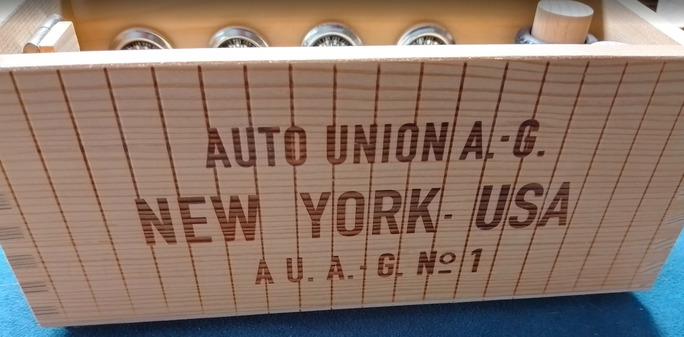 AUTO UNION A.-G.
NEW YORK- USA
A U. A.-G. Nº 1